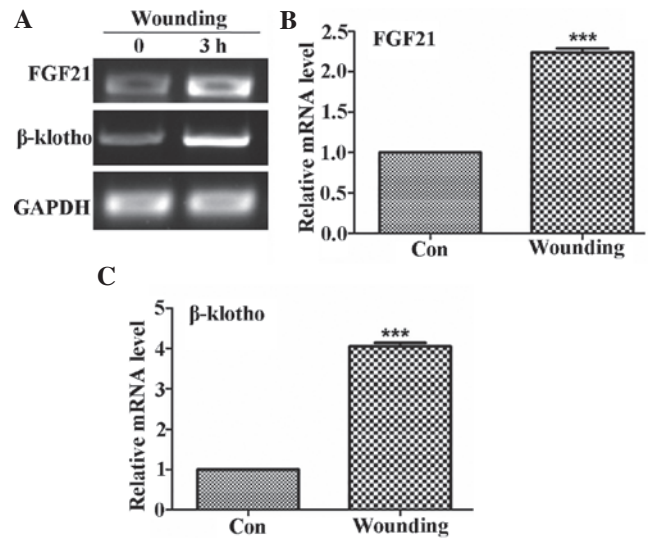 A
Wounding
0 3 h
FGF21
β-klotho
GAPDH
B
FGF21
***
Relative mRNA level
2.5
2.0
1.5
1.0
0.5
0.0
Con Wounding
C
β-klotho
***
Relative mRNA level
5
4
3
2
1
0
Con Wounding